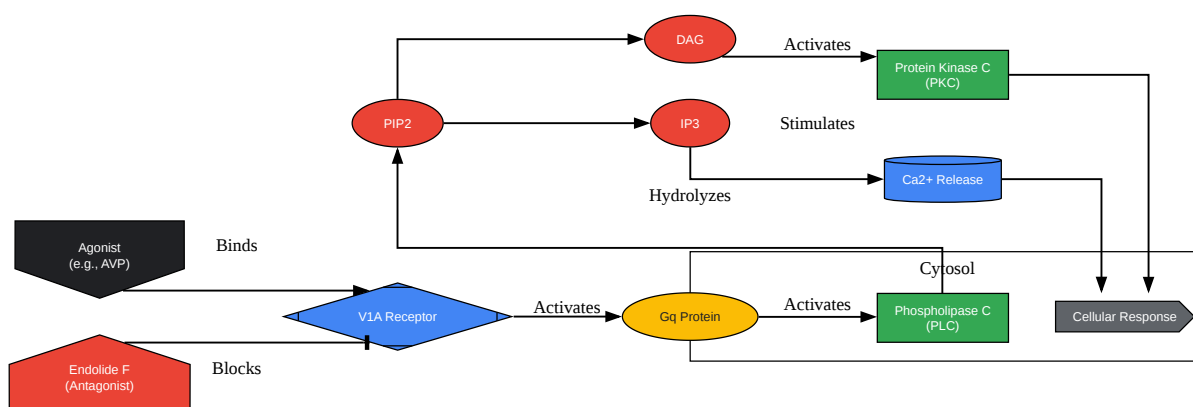 DAG
Activates
Protein Kinase C
(PKC)
PIP2
IP3
Stimulates
Ca2+ Release
Hydrolyzes
Agonist
(e.g., AVP)
Binds
Cytosol
V1A Receptor
Activates
Gq Protein
Activates
Phospholipase C
(PLC)
Cellular Response
Endolide F
(Antagonist)
Blocks